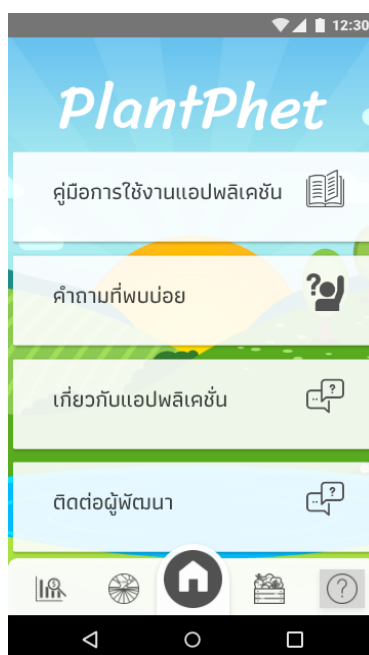 12:30
PlantPhet
คู่มือการใช้งานแอปพลิเคชัน
คำถามที่พบบ่อย
เกี่ยวกับแอปพลิเคชั่น
ติดต่อผู้พัฒนา